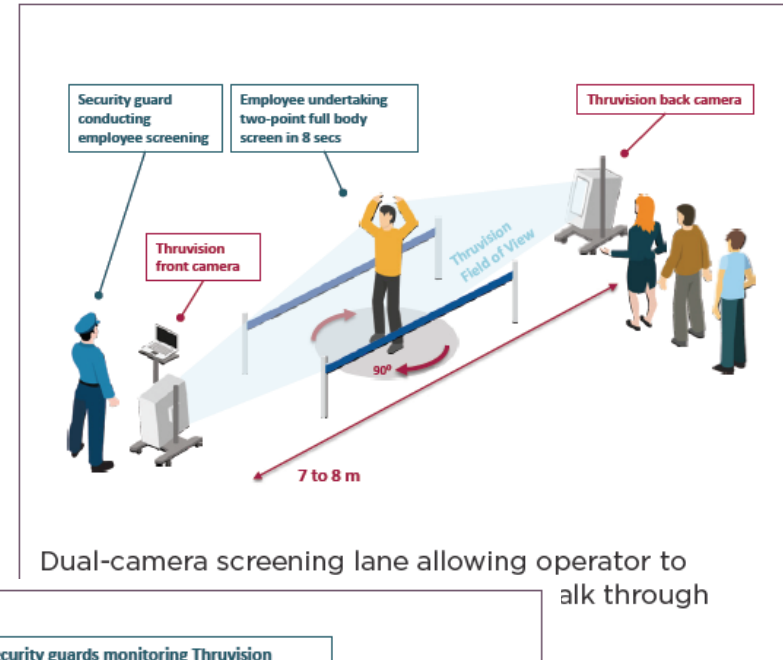 Security guard
conducting
employee screening
Employee undertaking
two-point full body
screen in 8 secs
Thruvision back camera
Thruvision
front camera
Thruvision
Field of View
90⁰
7 to 8 m
Dual-camera screening lane allowing operator to
alk through
ecurity guards monitoring Thruvision